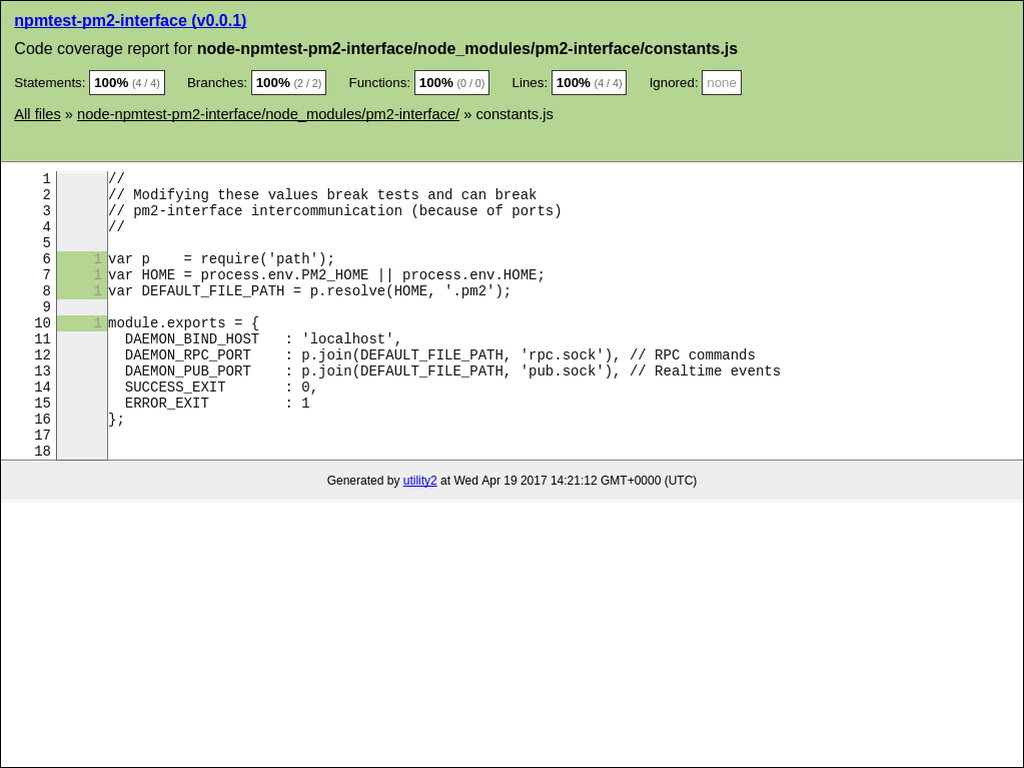 npmtest-pm2-interface (v0.0.1)
Code coverage report for node-npmtest-pm2-interface/node_modules/pm2-interface/constants.js
Statements: 100% (4 / 4) Branches: 100% (2 / 2) Functions: 100% (0 / 0) Lines: 100% (4 / 4) Ignored: none
All files » node-npmtest-pm2-interface/node_modules/pm2-interface/ » constants.js
1 //
2 // Modifying these values break tests and can break
3 // pm2-interface intercommunication (because of ports)
4 //
5
6 1 var p    = require('path');
7 1 var HOME = process.env.PM2_HOME || process.env.HOME;
8 1 var DEFAULT_FILE_PATH = p.resolve(HOME, '.pm2');
9
10 1 module.exports = {
11   DAEMON_BIND_HOST   : 'localhost',
12   DAEMON_RPC_PORT    : p.join(DEFAULT_FILE_PATH, 'rpc.sock'), // RPC commands
13   DAEMON_PUB_PORT    : p.join(DEFAULT_FILE_PATH, 'pub.sock'), // Realtime events
14   SUCCESS_EXIT       : 0,
15   ERROR_EXIT         : 1
16 };
17
18
Generated by utility2 at Wed Apr 19 2017 14:21:12 GMT+0000 (UTC)